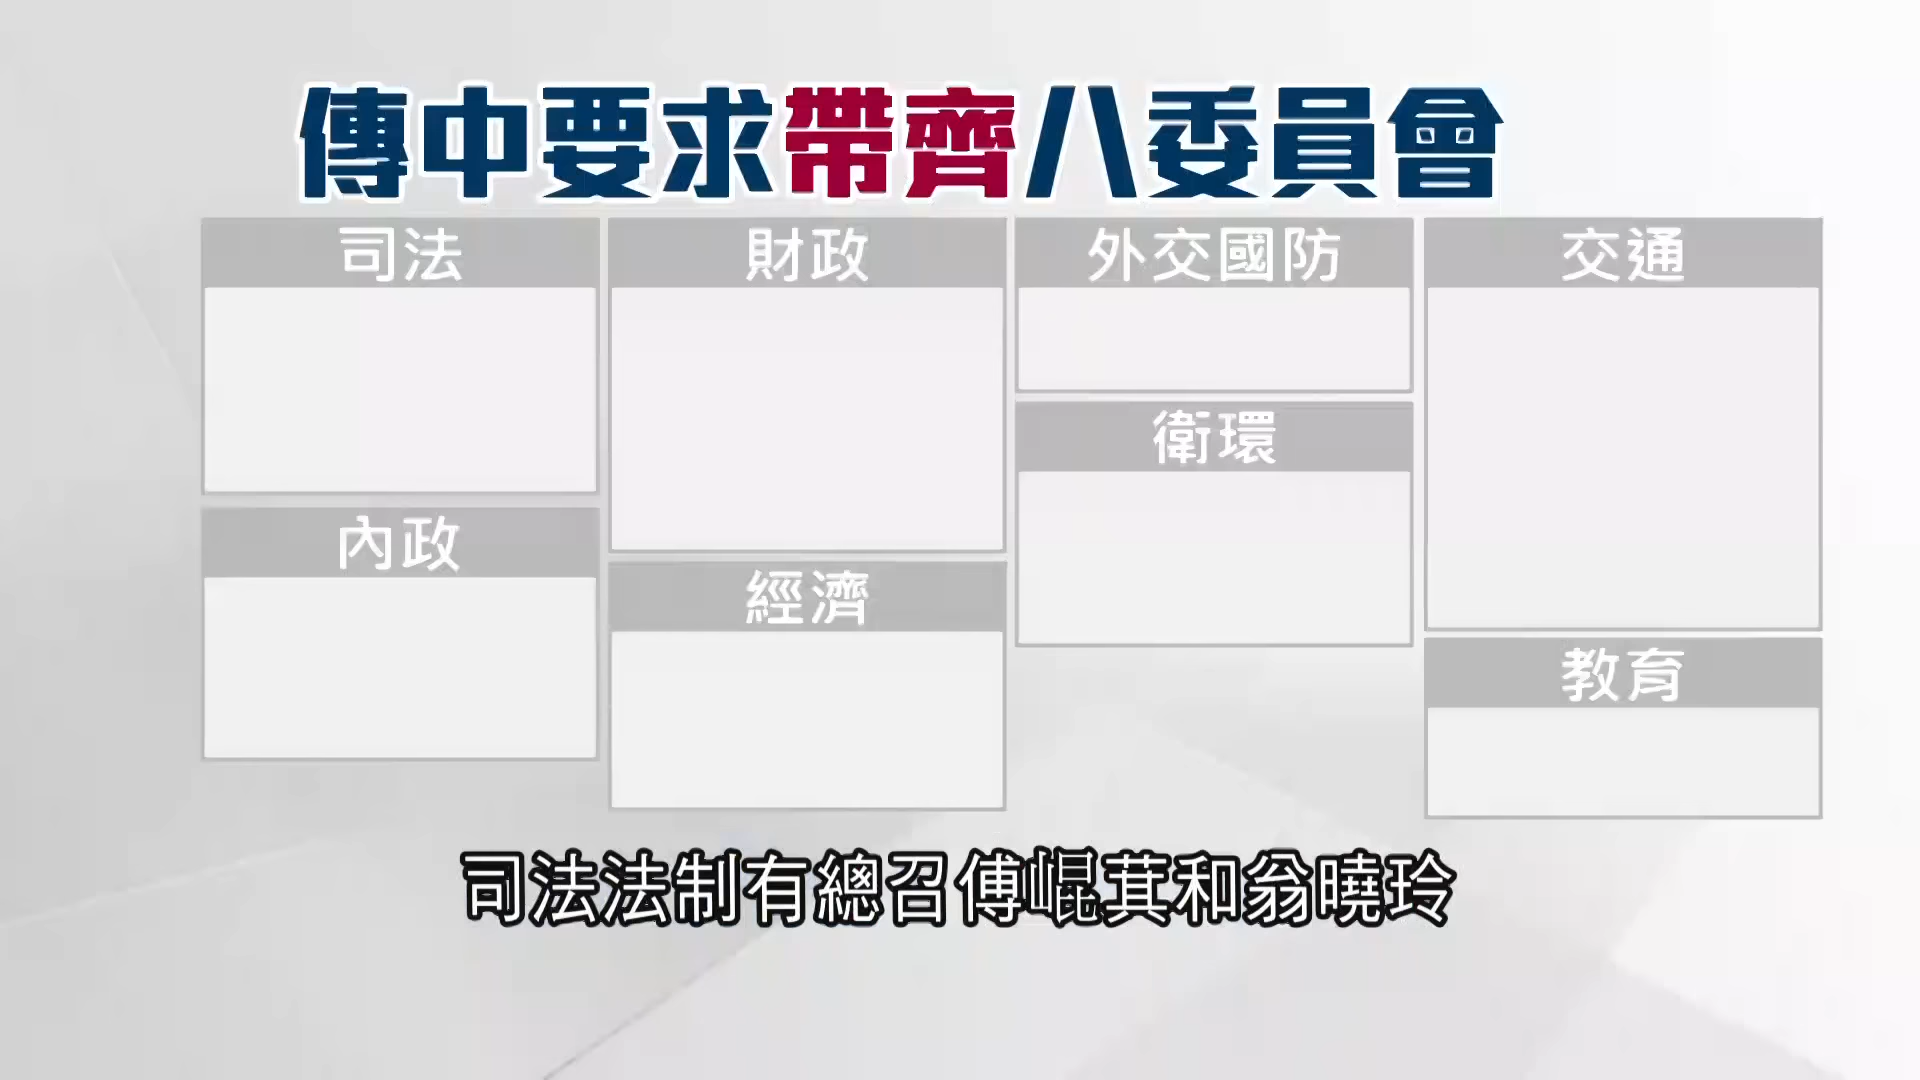 傳中要求帶齊八委員會
司法
財政
外交國防
交通
衛環
內政
經濟
教育
司法法制有總召傅崐萁和翁曉玲